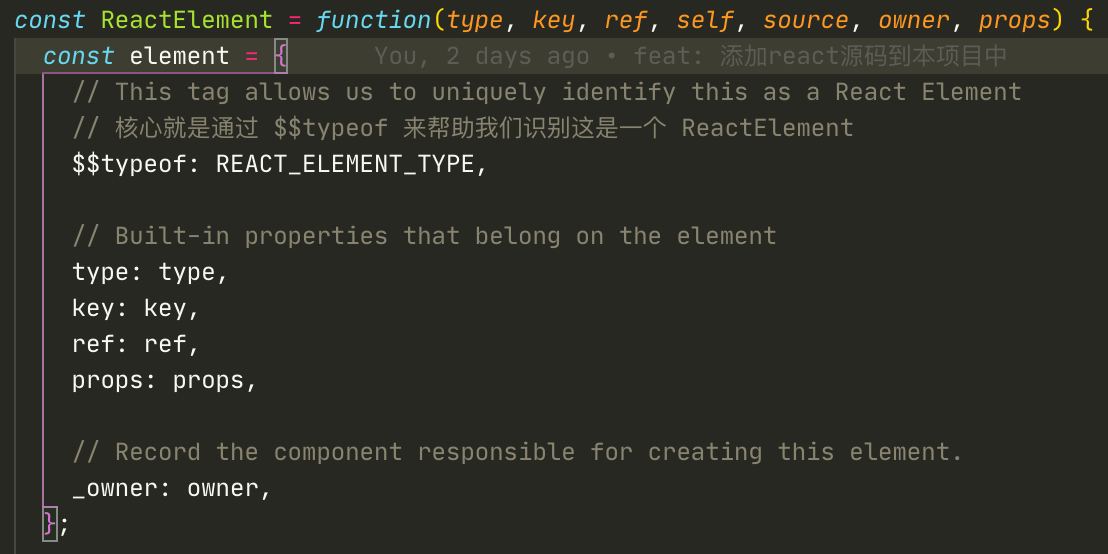 const ReactElement = function(type, key, ref, self, source, owner, props) {
const element = { You, 2 days ago • feat: 添加react源码到本项目中
// This tag allows us to uniquely identify this as a React Element
// 核心就是通过 $$typeof 来帮助我们识别这是一个 ReactElement
$$typeof: REACT_ELEMENT_TYPE,
// Built-in properties that belong on the element
type: type,
key: key,
ref: ref,
props: props,
// Record the component responsible for creating this element.
_owner: owner,
};